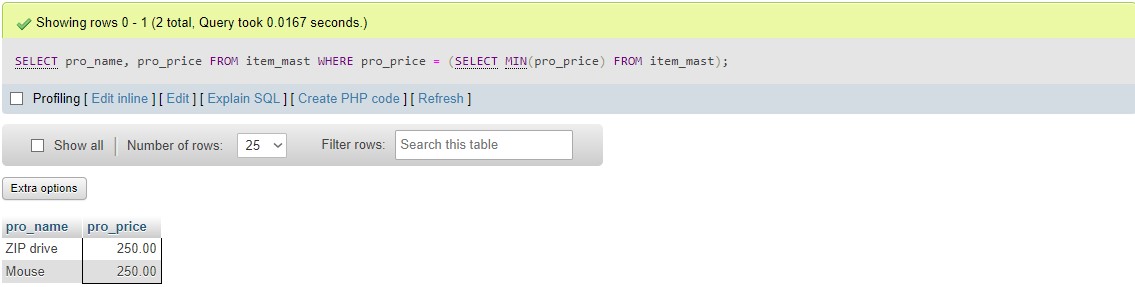 Showing rows 0 - 1 (2 total, Query took 0.0167 seconds.)
SELECT pro_name, pro_price FROM item_mast WHERE pro_price = (SELECT MIN(pro_price) FROM item_mast);
Profiling [ Edit inline ] [ Edit ] [ Explain SQL ] [ Create PHP code ] [ Refresh ]
Show all Number of rows: 25 Filter rows: Search this table
Extra options
pro_name pro_price
ZIP drive 250.00
Mouse 250.00